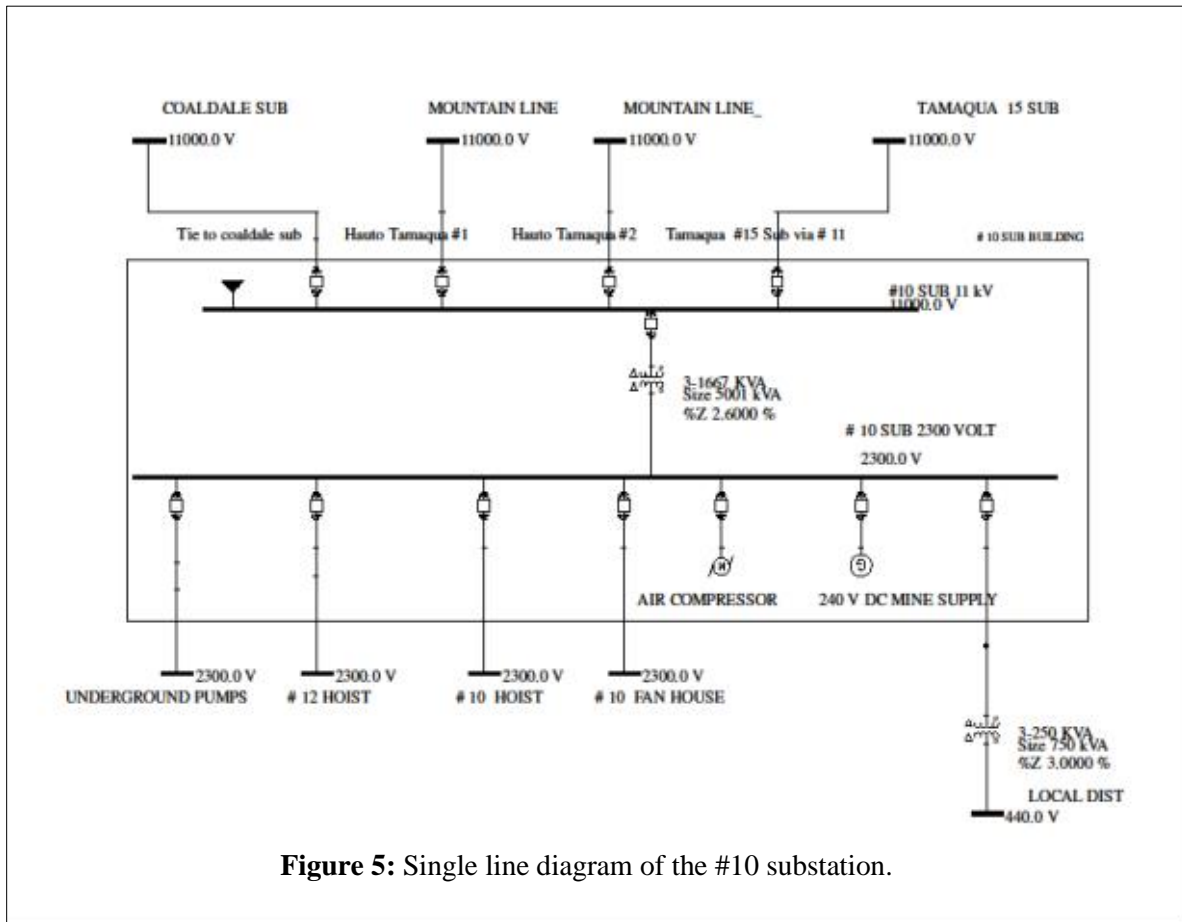 COALDALE SUB
MOUNTAIN LINE
MOUNTAIN LINE_
TAMAQUA 15 SUB
11000.0 V
11000.0 V
11000.0 V
11000.0 V
Tie to coaldale sub
Hauto Tamaqua #1
Hauto Tamaqua #2
Tamaqua #15 Sub via # 11
# 10 SUB BUILDING
#10 SUB 11 kV
11000.0 V
3-1667 KVA
Size 5001 kVA
%Z 2.6000 %
# 10 SUB 2300 VOLT
2300.0 V
M
G
AIR COMPRESSOR
240 V DC MINE SUPPLY
2300.0 V
2300.0 V
2300.0 V
2300.0 V
UNDERGROUND PUMPS
# 12 HOIST
# 10 HOIST
# 10 FAN HOUSE
3-250 KVA
Size 750 kVA
%Z 3.0000 %
LOCAL DIST
440.0 V
Figure 5: Single line diagram of the #10 substation.